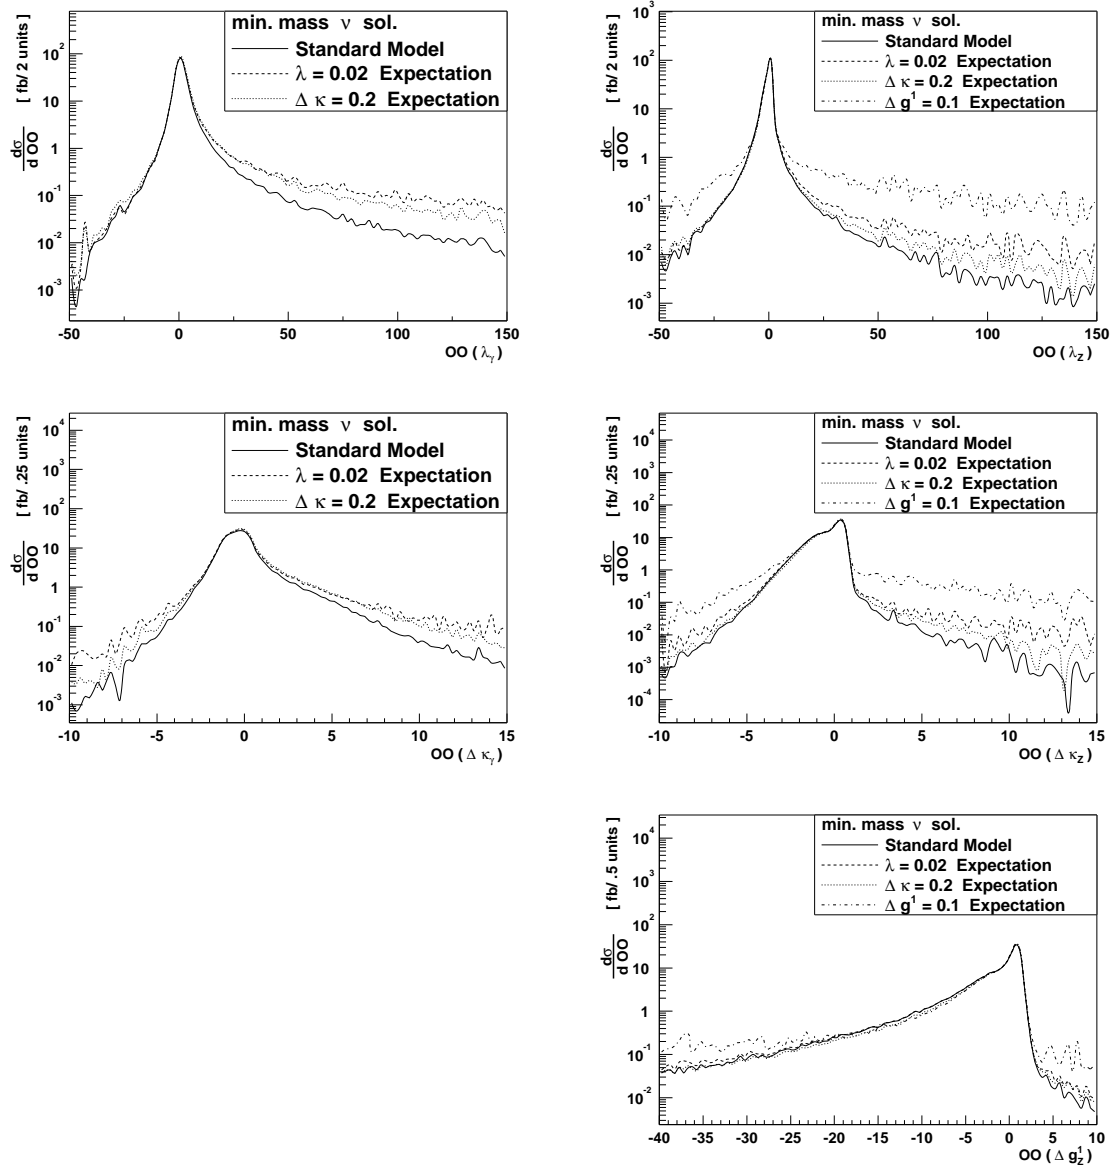 min. mass ν sol.
Standard Model
λ = 0.02 Expectation
Δ κ = 0.2 Expectation
dσ
d OO
[ fb/ 2 units ]
10²
10
1
10⁻¹
10⁻²
10⁻³
-50 0 50 100 150
OO ( λγ )
min. mass ν sol.
Standard Model
λ = 0.02 Expectation
Δ κ = 0.2 Expectation
Δ g¹ = 0.1 Expectation
dσ
d OO
[ fb/ 2 units ]
10³
10²
10
1
10⁻¹
10⁻²
10⁻³
-50 0 50 100 150
OO ( λZ )
min. mass ν sol.
Standard Model
λ = 0.02 Expectation
Δ κ = 0.2 Expectation
dσ
d OO
[ fb/ .25 units ]
10⁴
10³
10²
10
1
10⁻¹
10⁻²
10⁻³
-10 -5 0 5 10 15
OO ( Δ κγ )
min. mass ν sol.
Standard Model
λ = 0.02 Expectation
Δ κ = 0.2 Expectation
Δ g¹ = 0.1 Expectation
dσ
d OO
[ fb/ .25 units ]
10⁴
10³
10²
10
1
10⁻¹
10⁻²
10⁻³
10⁻⁴
-10 -5 0 5 10 15
OO ( Δ κZ )
min. mass ν sol.
Standard Model
λ = 0.02 Expectation
Δ κ = 0.2 Expectation
Δ g¹ = 0.1 Expectation
dσ
d OO
[ fb/ .5 units ]
10⁴
10³
10²
10
1
10⁻¹
10⁻²
-40 -35 -30 -25 -20 -15 -10 -5 0 5 10
OO ( Δ g¹Z )